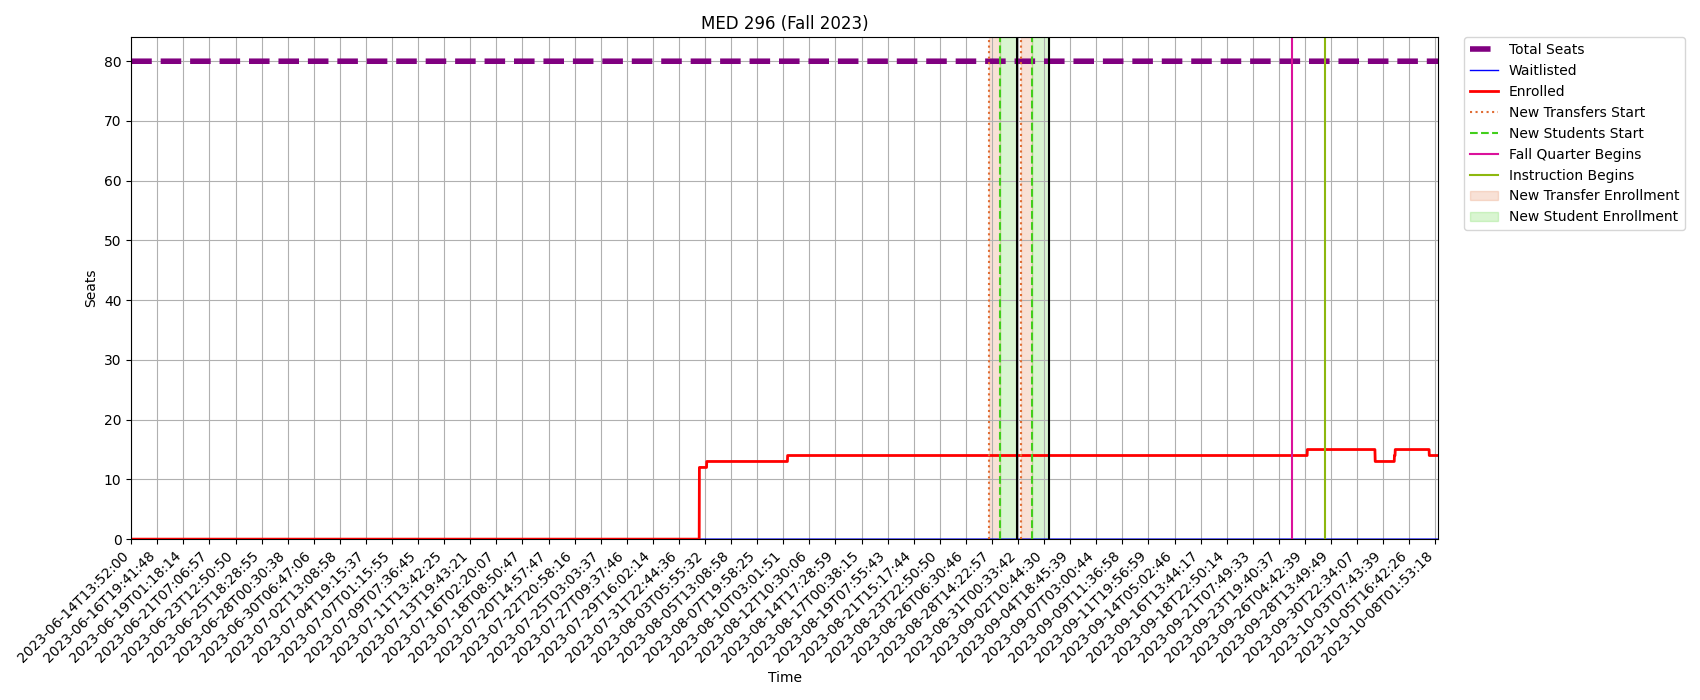 MED 296 (Fall 2023)
Total Seats
Waitlisted
Enrolled
New Transfers Start
New Students Start
Fall Quarter Begins
Instruction Begins
New Transfer Enrollment
New Student Enrollment
Seats
80
70
60
50
40
30
20
10
0
2023-06-14T13:52:00
2023-06-16T19:41:48
2023-06-19T01:18:14
2023-06-21T07:06:57
2023-06-23T12:50:50
2023-06-25T18:28:55
2023-06-28T00:30:38
2023-06-30T06:47:06
2023-07-02T13:08:58
2023-07-04T19:15:37
2023-07-07T01:15:55
2023-07-09T07:36:45
2023-07-11T13:42:25
2023-07-13T19:43:21
2023-07-16T02:20:07
2023-07-18T08:50:47
2023-07-20T14:57:47
2023-07-22T20:58:16
2023-07-25T03:03:37
2023-07-27T09:37:46
2023-07-29T16:02:14
2023-07-31T22:44:36
2023-08-03T05:55:32
2023-08-05T13:08:58
2023-08-07T19:58:25
2023-08-10T03:01:51
2023-08-12T10:30:06
2023-08-14T17:28:59
2023-08-17T00:38:15
2023-08-19T07:55:43
2023-08-21T15:17:44
2023-08-23T22:50:50
2023-08-26T06:30:46
2023-08-28T14:22:57
2023-08-31T00:33:42
2023-09-02T10:44:30
2023-09-04T18:45:39
2023-09-07T03:00:44
2023-09-09T11:36:58
2023-09-11T19:56:59
2023-09-14T05:02:46
2023-09-16T13:44:17
2023-09-18T22:50:14
2023-09-21T07:49:33
2023-09-23T19:40:37
2023-09-26T04:42:39
2023-09-28T13:49:49
2023-09-30T22:34:07
2023-10-03T07:43:39
2023-10-05T16:42:26
2023-10-08T01:53:18
Time